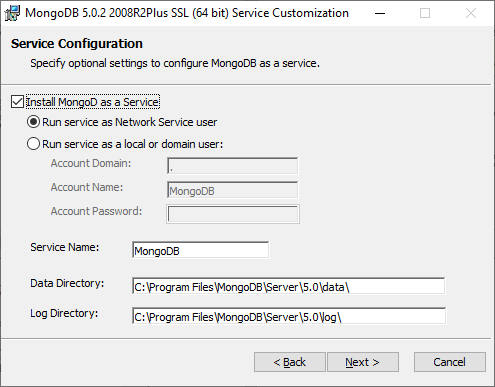 MongoDB 5.0.2 2008R2Plus SSL (64 bit) Service Customization
Service Configuration
Specify optional settings to configure MongoDB as a service.
Install MongoD as a Service
Run service as Network Service user
Run service as a local or domain user:
Account Domain: .
Account Name: MongoDB
Account Password:
Service Name: MongoDB
Data Directory: C:\Program Files\MongoDB\Server\5.0\data\
Log Directory: C:\Program Files\MongoDB\Server\5.0\log\
< Back Next > Cancel